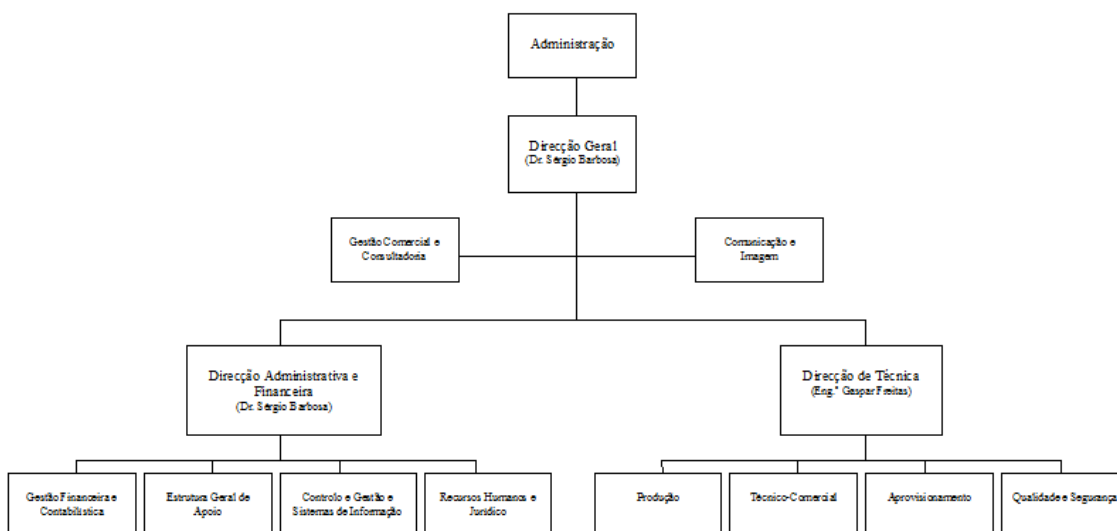 Administração
Direcção Geral
(Dr. Sérgio Barbosa)
Gestão Comercial e
Consultadoria
Comunicação e
Imagem
Direcção Administrativa e
Financeira
(Dr. Sérgio Barbosa)
Direcção de Técnica
(Eng.º Gaspar Freitas)
Gestão Financeira e
Contabilística
Estrutura Geral de
Apoio
Controlo e Gestão e
Sistemas de Informação
Recursos Humanos e
Jurídico
Produção
Técnico-Comercial
Aprovisionamento
Qualidade e Segurança